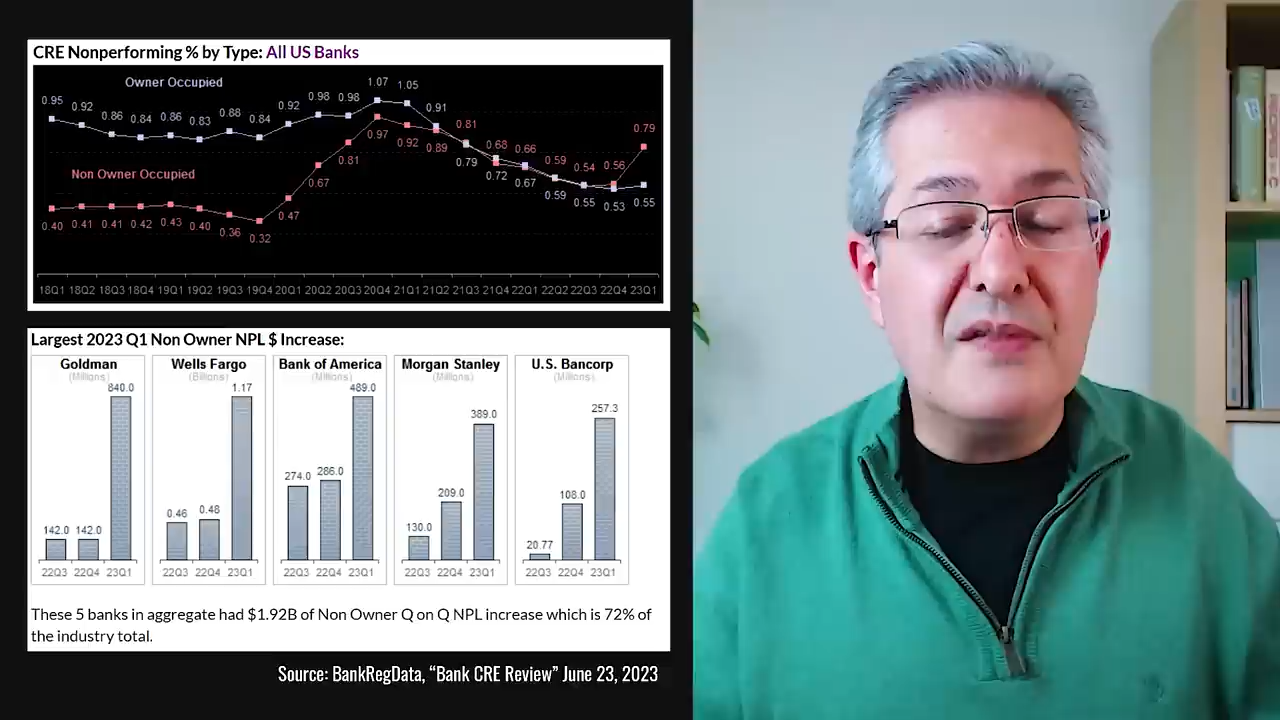 CRE Nonperforming % by Type: All US Banks
Owner Occupied
0.95 0.92 0.86 0.84 0.86 0.83 0.88 0.84 0.92 0.98 0.98 1.07 1.05 0.91 0.79 0.72 0.67 0.59 0.55 0.53 0.55
Non Owner Occupied
0.40 0.41 0.41 0.42 0.43 0.40 0.36 0.32 0.47 0.67 0.81 0.97 0.92 0.89 0.81 0.68 0.66 0.59 0.54 0.56 0.79
18Q1 18Q2 18Q3 18Q4 19Q1 19Q2 19Q3 19Q4 20Q1 20Q2 20Q3 20Q4 21Q1 21Q2 21Q3 21Q4 22Q1 22Q2 22Q3 22Q4 23Q1
Largest 2023 Q1 Non Owner NPL $ Increase:
Goldman
(Millions)
142.0 142.0 840.0
22Q3 22Q4 23Q1
Wells Fargo
(Billions)
0.46 0.48 1.17
22Q3 22Q4 23Q1
Bank of America
(Millions)
274.0 286.0 489.0
22Q3 22Q4 23Q1
Morgan Stanley
(Millions)
130.0 209.0 389.0
22Q3 22Q4 23Q1
U.S. Bancorp
(Millions)
20.77 108.0 257.3
22Q3 22Q4 23Q1
These 5 banks in aggregate had $1.92B of Non Owner Q on Q NPL increase which is 72% of
the industry total.
Source: BankRegData, “Bank CRE Review” June 23, 2023